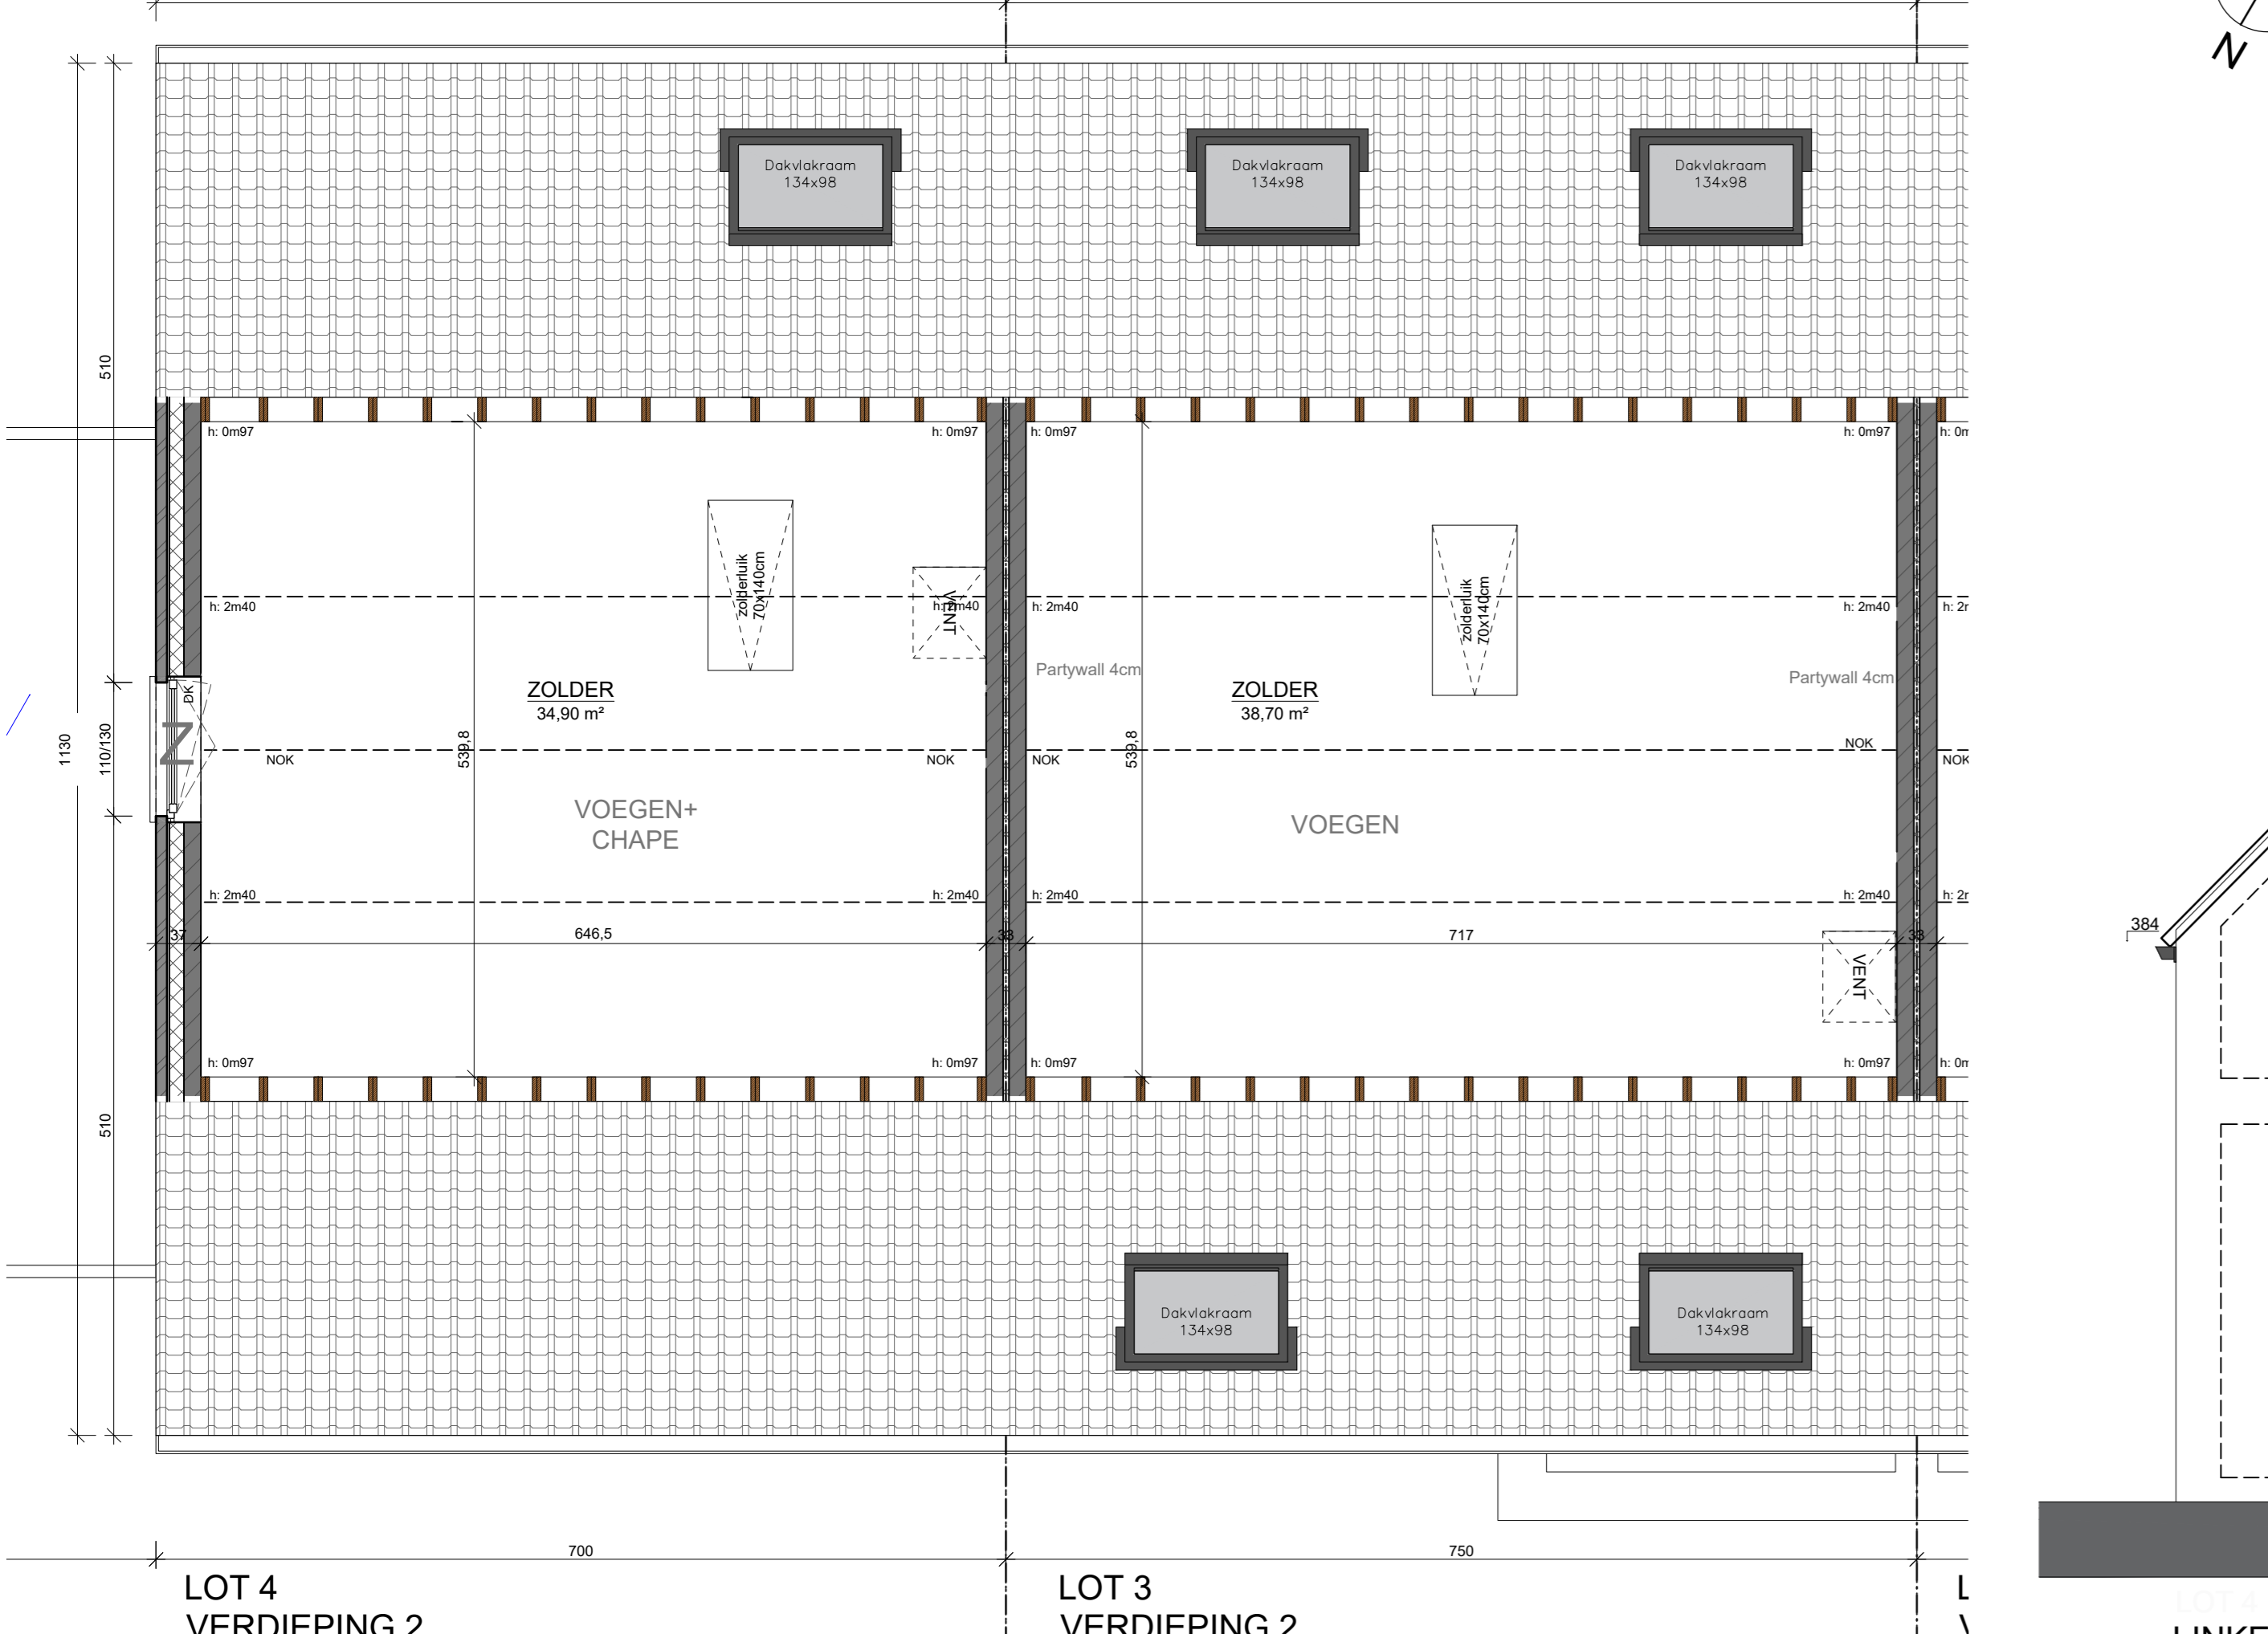 N
Dakvlakraam
134x98
Dakvlakraam
134x98
Dakvlakraam
134x98
510
h: 0m97
h: 0m97
h: 0m97
h: 0m97
zolderluik
70x140cm
zolderluik
70x140cm
h: 2m40
VENT
h: 2m40
h: 2m40
Partywall 4cm
Partywall 4cm
DK
Z
ZOLDER
34,90 m²
ZOLDER
38,70 m²
1130
110/130
539,8
539,8
NOK
NOK
NOK
NOK
NOK
VOEGEN+
CHAPE
VOEGEN
h: 2m40
h: 2m40
h: 2m40
h: 2m40
37
646,5
33
717
33
384
VENT
h: 0m97
h: 0m97
h: 0m97
h: 0m97
510
Dakvlakraam
134x98
Dakvlakraam
134x98
700
750
LOT 4
VERDIEPING 2
LOT 3
VERDIEPING 2
LOT 4